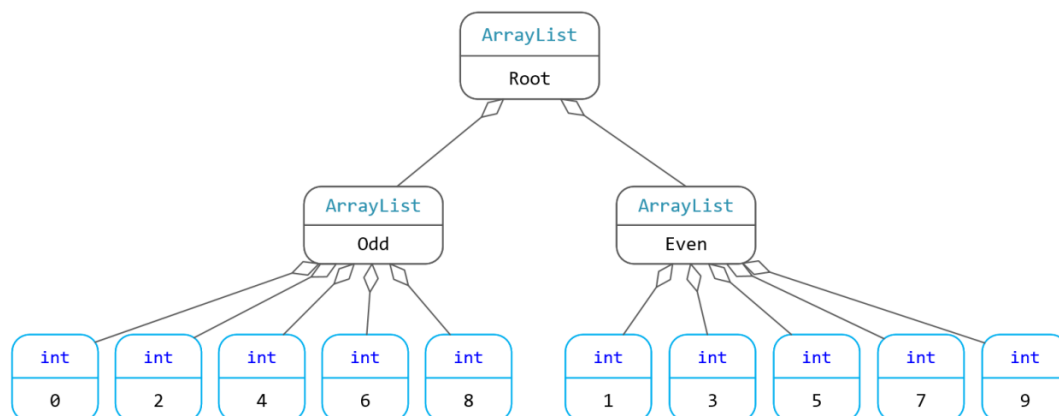 ArrayList
Root
ArrayList ArrayList
Odd Even
int int int int int int int int int int
0 2 4 6 8 1 3 5 7 9